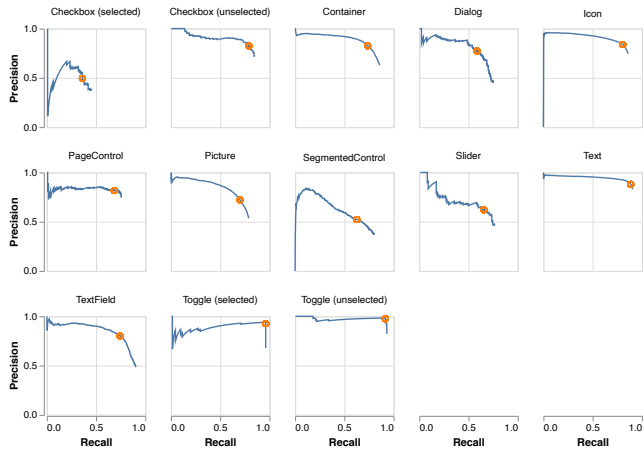 Checkbox (selected) Checkbox (unselected) Container Dialog Icon
1.0
0.5
0.0
Precision
PageControl Picture SegmentedControl Slider Text
1.0
0.5
0.0
Precision
TextField Toggle (selected) Toggle (unselected)
1.0
0.5
0.0
Precision
0.0 0.5 1.0 0.0 0.5 1.0 0.0 0.5 1.0 0.0 0.5 1.0 0.0 0.5 1.0
Recall Recall Recall Recall Recall